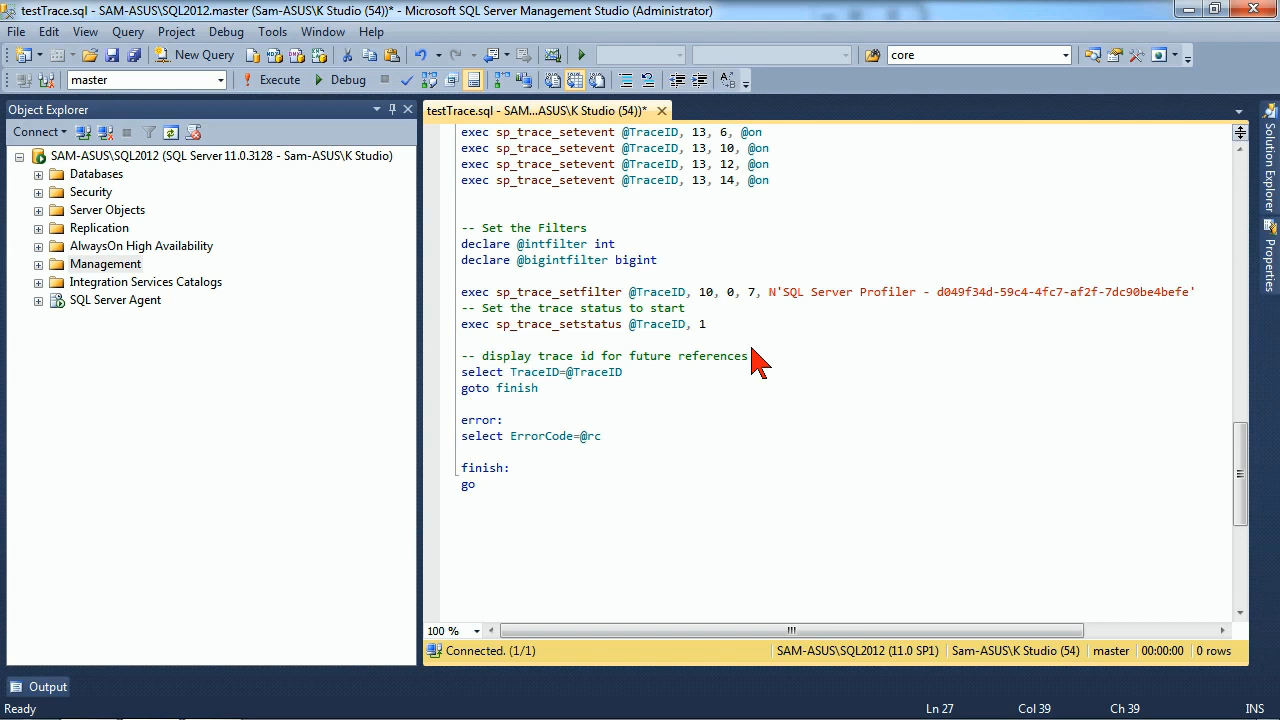 testTrace.sql - SAM-ASUS\SQL2012.master (Sam-ASUS\K Studio (54))* - Microsoft SQL Server Management Studio (Administrator)
File Edit View Query Project Debug Tools Window Help
New Query core
master Execute Debug
Object Explorer
Connect
SAM-ASUS\SQL2012 (SQL Server 11.0.3128 - Sam-ASUS\K Studio)
Databases
Security
Server Objects
Replication
AlwaysOn High Availability
Management
Integration Services Catalogs
SQL Server Agent
testTrace.sql - SAM...ASUS\K Studio (54))*
exec sp_trace_setevent @TraceID, 13, 6, @on
exec sp_trace_setevent @TraceID, 13, 10, @on
exec sp_trace_setevent @TraceID, 13, 12, @on
exec sp_trace_setevent @TraceID, 13, 14, @on
-- Set the Filters
declare @intfilter int
declare @bigintfilter bigint
exec sp_trace_setfilter @TraceID, 10, 0, 7, N'SQL Server Profiler - d049f34d-59c4-4fc7-af2f-7dc90be4befe'
-- Set the trace status to start
exec sp_trace_setstatus @TraceID, 1
-- display trace id for future references
select TraceID=@TraceID
goto finish
error:
select ErrorCode=@rc
finish:
go
100 %
Connected. (1/1) SAM-ASUS\SQL2012 (11.0 SP1) Sam-ASUS\K Studio (54) master 00:00:00 0 rows
Solution Explorer
Properties
Output
Ready Ln 27 Col 39 Ch 39 INS